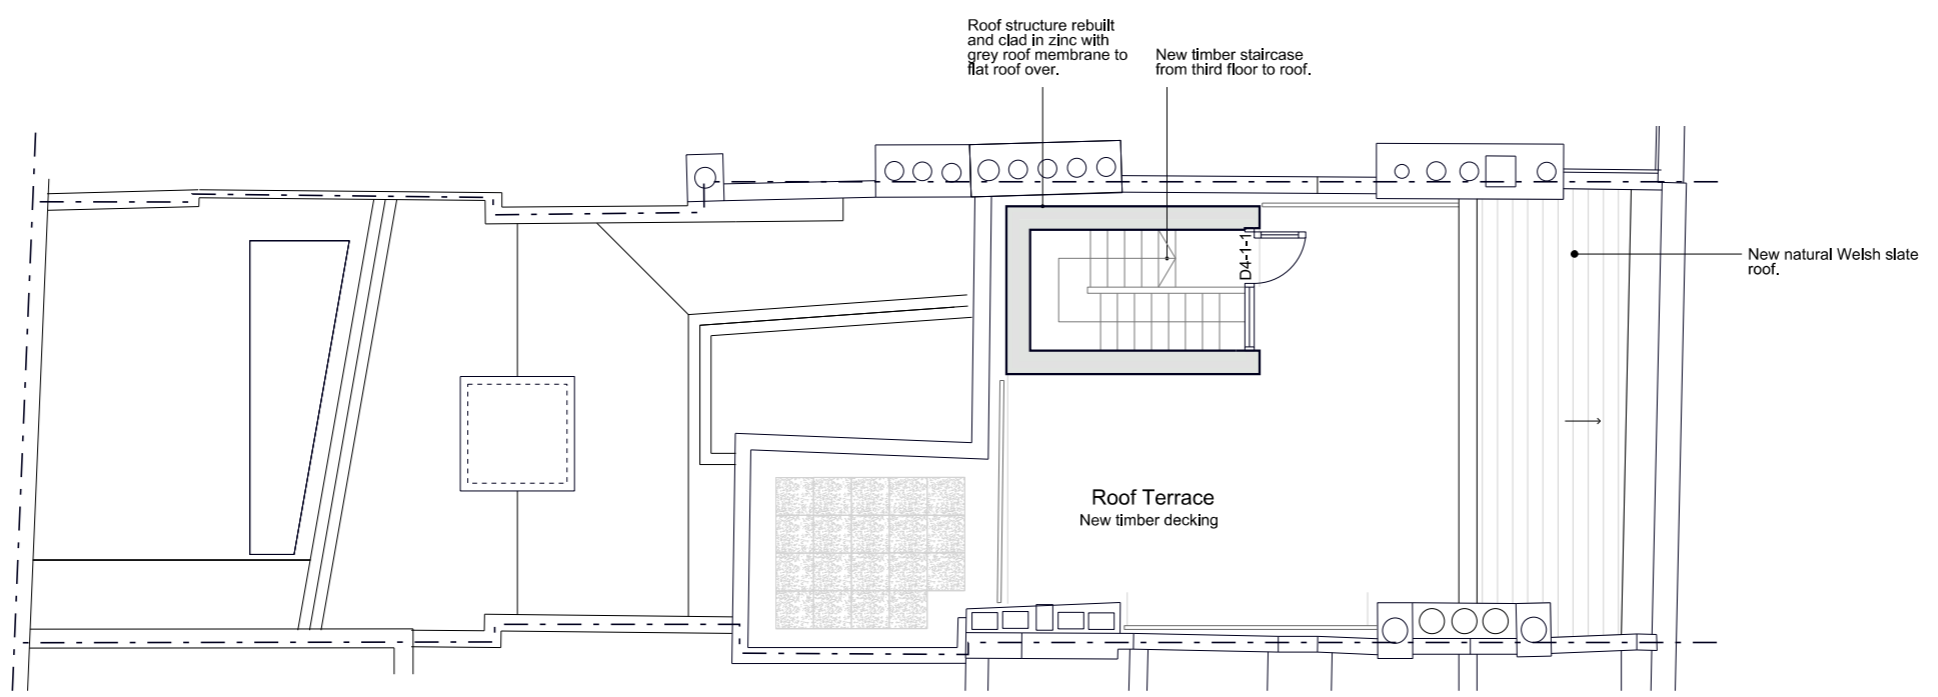 Roof structure rebuilt
and clad in zinc with
grey roof membrane to
flat roof over.
New timber staircase
from third floor to roof.
D4-1-1
New natural Welsh slate
roof.
Roof Terrace
New timber decking